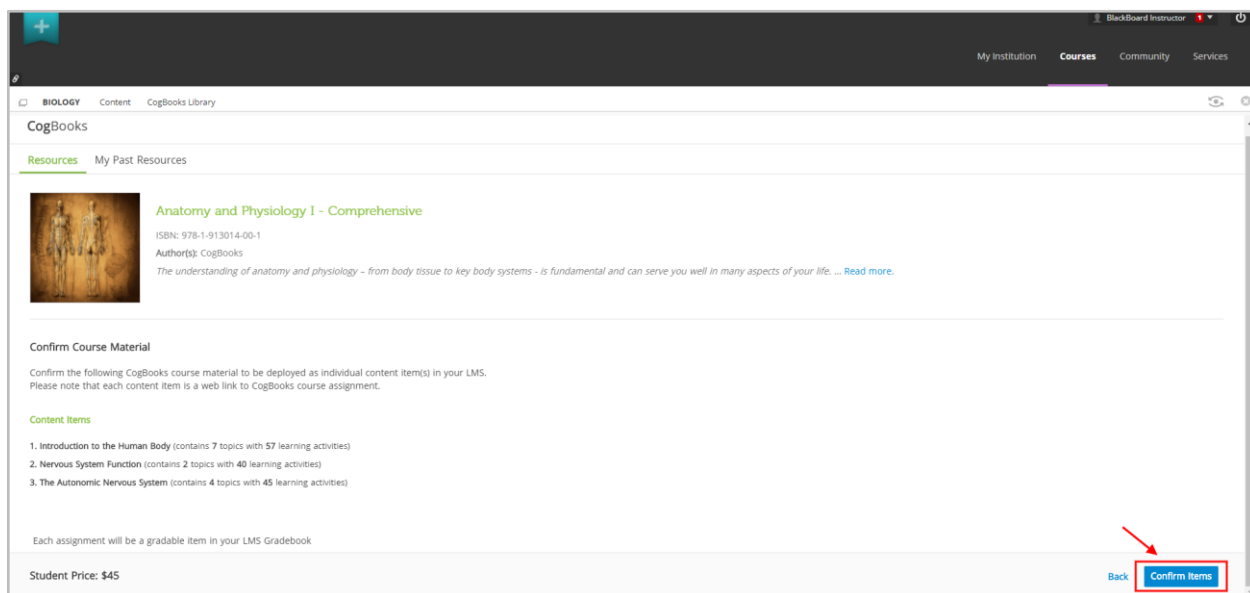 BlackBoard Instructor 1
My Institution Courses Community Services
BIOLOGY Content CogBooks Library
CogBooks
Resources My Past Resources
Anatomy and Physiology I - Comprehensive
ISBN: 978-1-913014-00-1
Author(s): CogBooks
The understanding of anatomy and physiology – from body tissue to key body systems - is fundamental and can serve you well in many aspects of your life. ... Read more.
Confirm Course Material
Confirm the following CogBooks course material to be deployed as individual content item(s) in your LMS.
Please note that each content item is a web link to CogBooks course assignment.
Content Items
1. Introduction to the Human Body (contains 7 topics with 57 learning activities)
2. Nervous System Function (contains 2 topics with 40 learning activities)
3. The Autonomic Nervous System (contains 4 topics with 45 learning activities)
Each assignment will be a gradable item in your LMS Gradebook
Student Price: $45
Back Confirm Items